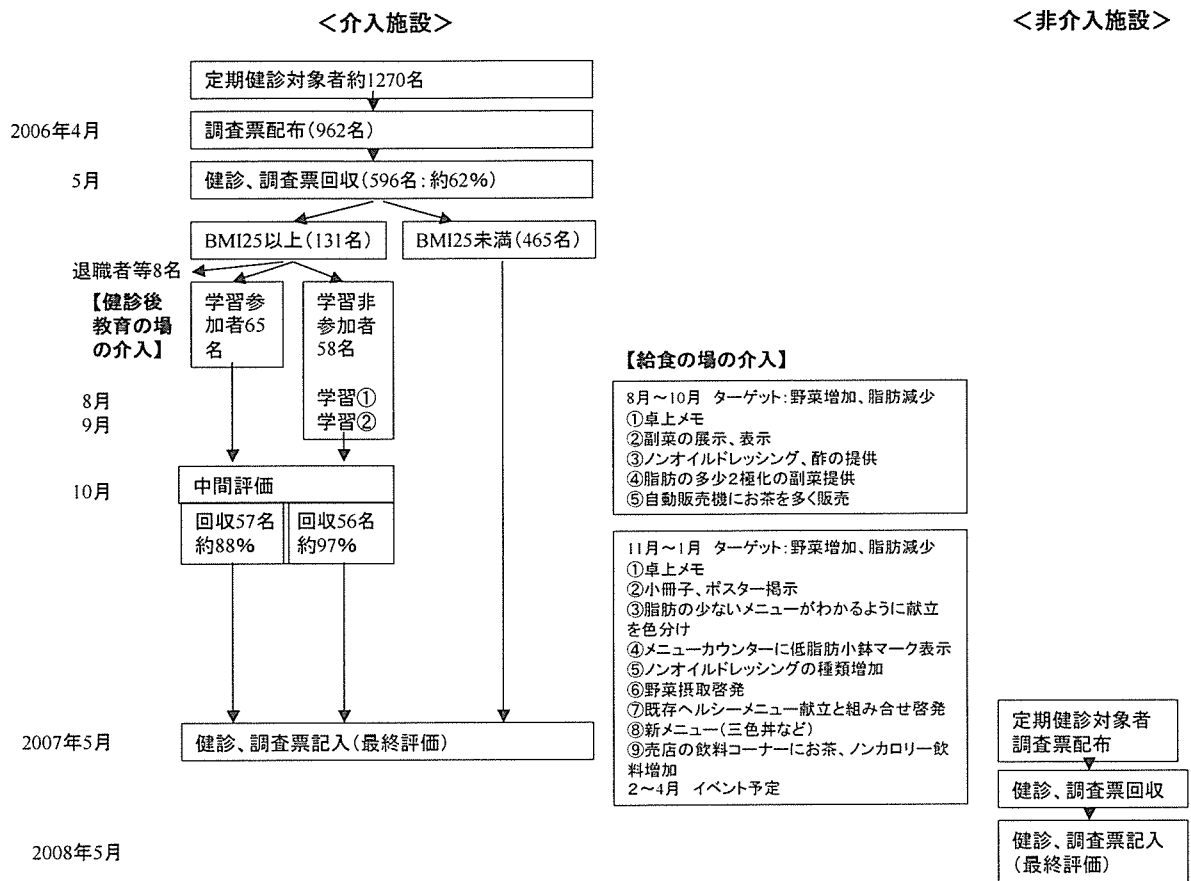 ＜介入施設＞
＜非介入施設＞
定期健診対象者約1270名
2006年4月
調査票配布(962名)
5月
健診、調査票回収(596名:約62%)
BMI25以上(131名)
BMI25未満(465名)
退職者等8名
【健診後
教育の場
の介入】
学習参
加者65
名
学習非
参加者
58名
8月
9月
学習①
学習②
10月
中間評価
回収57名
約88%
回収56名
約97%
2007年5月
健診、調査票記入(最終評価)
2008年5月
【給食の場の介入】
8月～10月 ターゲット:野菜増加、脂肪減少
①卓上メモ
②副菜の展示、表示
③ノンオイルドレッシング、酢の提供
④脂肪の多少2極化の副菜提供
⑤自動販売機にお茶を多く販売
11月～1月 ターゲット:野菜増加、脂肪減少
①卓上メモ
②小冊子、ポスター掲示
③脂肪の少ないメニューがわかるように献立
を色分け
④メニューカウンターに低脂肪小鉢マーク表示
⑤ノンオイルドレッシングの種類増加
⑥野菜摂取啓発
⑦既存ヘルシーメニュー献立と組み合せ啓発
⑧新メニュー(三色丼など)
⑨売店の飲料コーナーにお茶、ノンカロリー飲
料増加
2～4月 イベント予定
定期健診対象者
調査票配布
健診、調査票回収
健診、調査票記入
(最終評価)